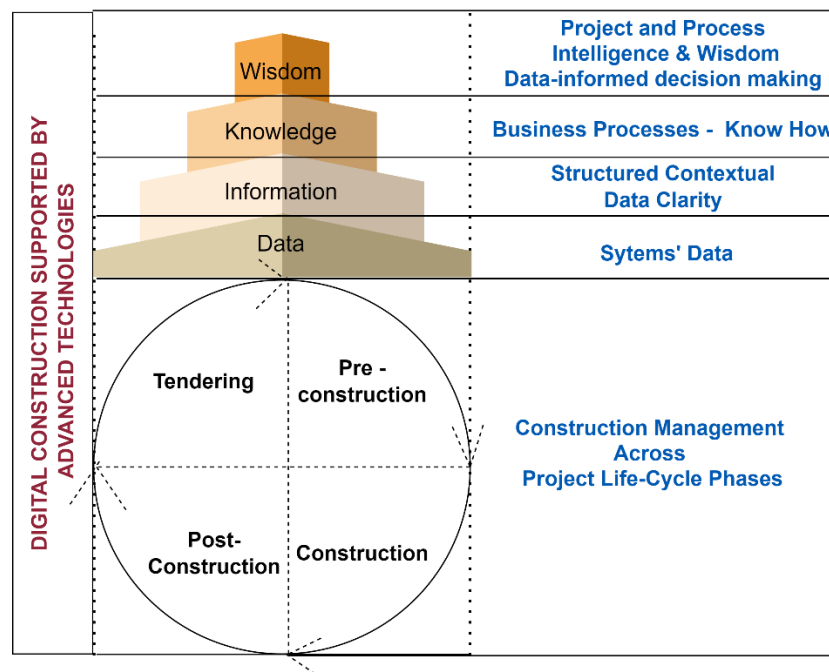 DIGITAL CONSTRUCTION SUPPORTED BY
ADVANCED TECHNOLOGIES
Wisdom
Project and Process
Intelligence & Wisdom
Data-informed decision making
Knowledge
Business Processes - Know How
Information
Structured Contextual
Data Clarity
Data
Sytems' Data
Tendering
Pre -
construction
Construction Management
Across
Project Life-Cycle Phases
Post-
Construction
Construction